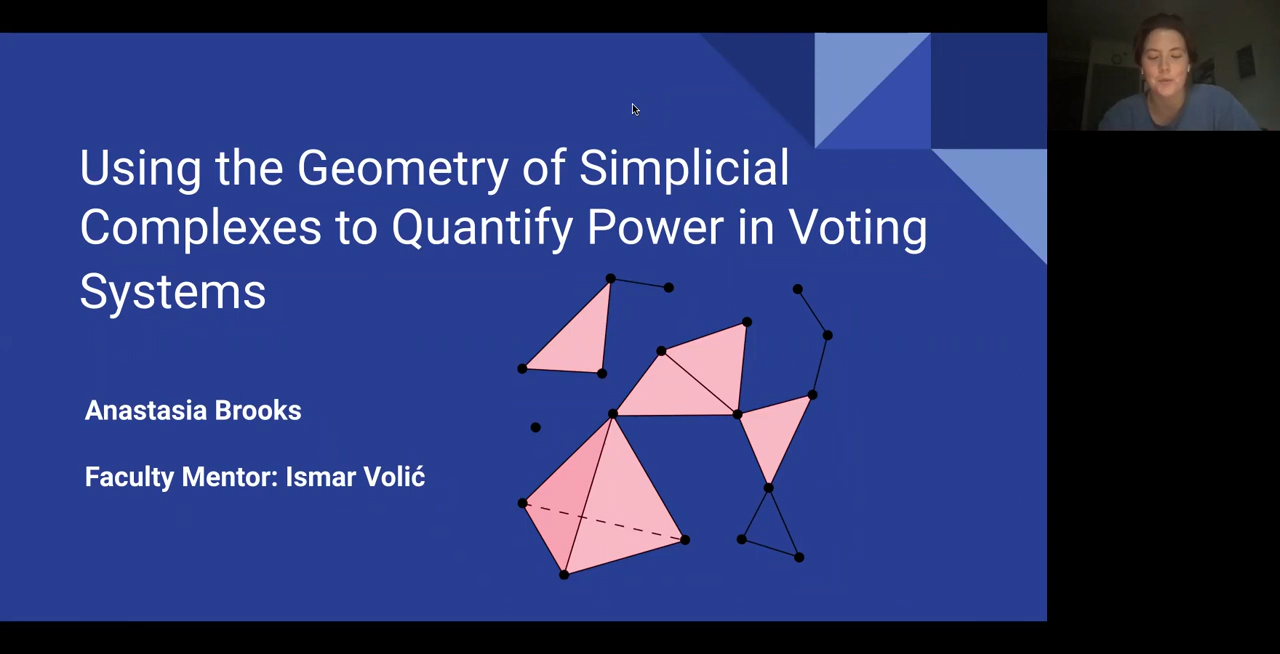 Using the Geometry of Simplicial
Complexes to Quantify Power in Voting
Systems
Anastasia Brooks
Faculty Mentor: Ismar Volić